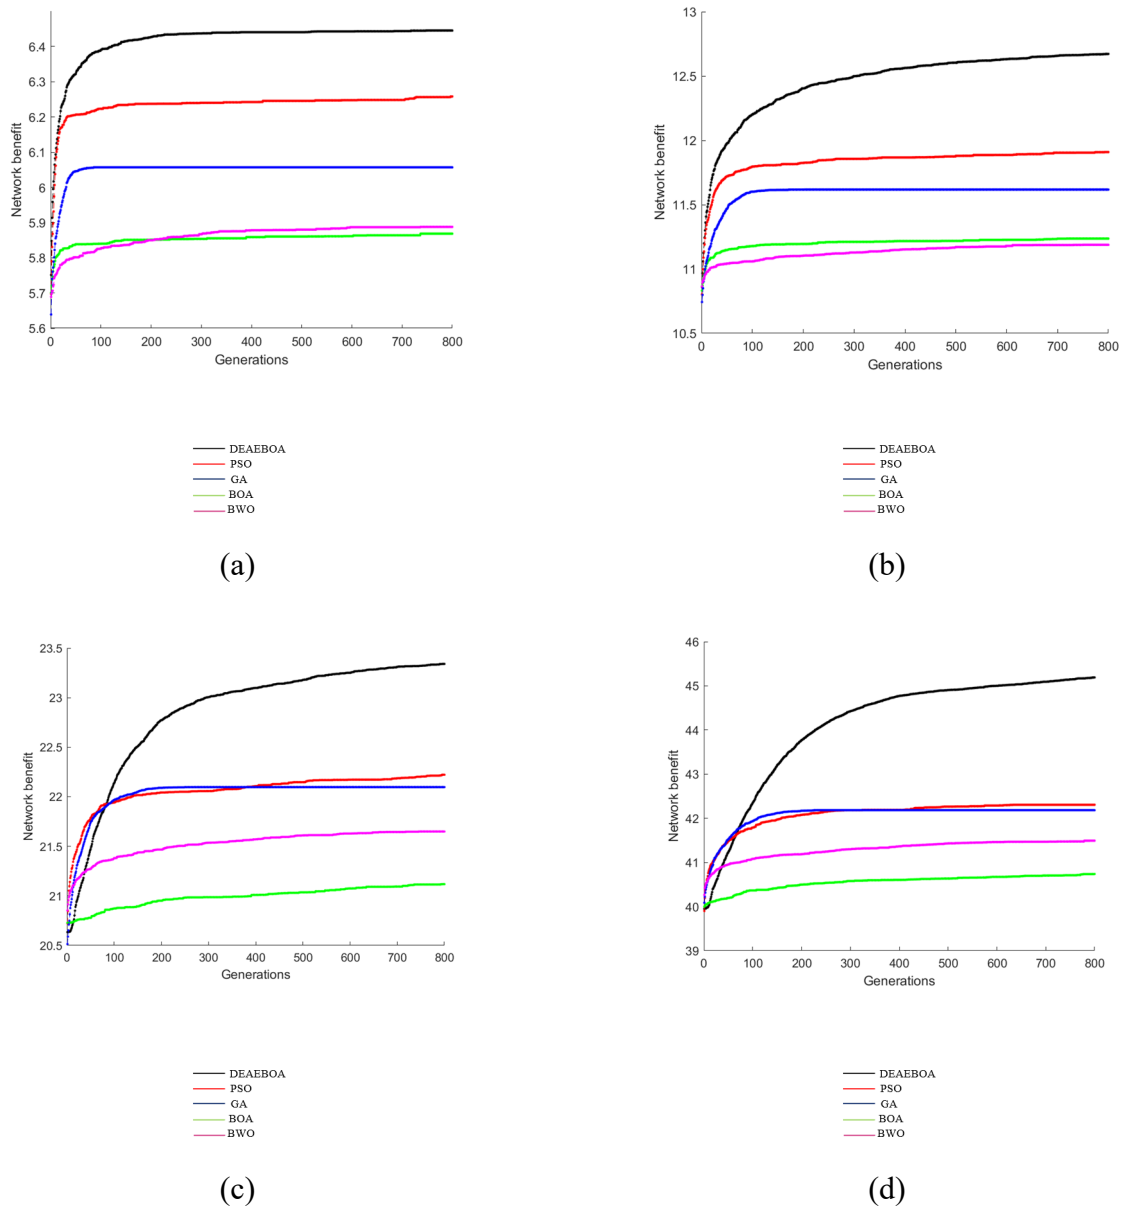 6.4
6.3
6.2
6.1
6
5.9
5.8
5.7
5.6
Network benefit
0 100 200 300 400 500 600 700 800
Generations
DEAEBOA
PSO
GA
BOA
BWO
(a)
13
12.5
12
11.5
11
10.5
Network benefit
0 100 200 300 400 500 600 700 800
Generations
DEAEBOA
PSO
GA
BOA
BWO
(b)
23.5
23
22.5
22
21.5
21
20.5
Network benefit
0 100 200 300 400 500 600 700 800
Generations
DEAEBOA
PSO
GA
BOA
BWO
(c)
46
45
44
43
42
41
40
39
Network benefit
0 100 200 300 400 500 600 700 800
Generations
DEAEBOA
PSO
GA
BOA
BWO
(d)